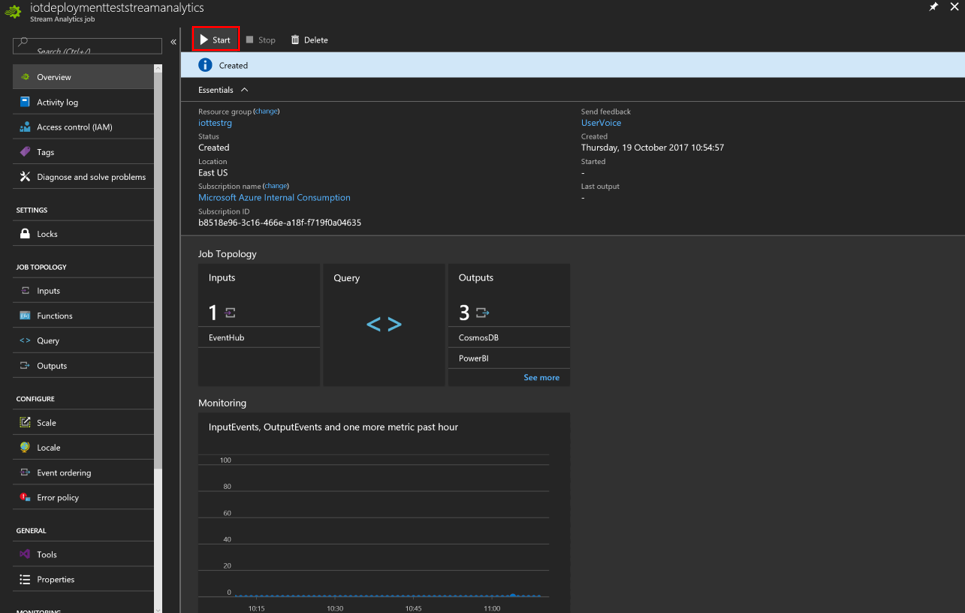 iotdeploymentteststreamanalytics
Stream Analytics job
Search (Ctrl+/)
Overview
Activity log
Access control (IAM)
Tags
Diagnose and solve problems
SETTINGS
Locks
JOB TOPOLOGY
Inputs
Functions
Query
Outputs
CONFIGURE
Scale
Locale
Event ordering
Error policy
GENERAL
Tools
Properties
MONITORING
Start
Stop
Delete
Created
Essentials
Resource group (change)
iottestrg
Status
Created
Location
East US
Subscription name (change)
Microsoft Azure Internal Consumption
Subscription ID
b8518e96-3c16-466e-a18f-f719f0a04635
Send feedback
UserVoice
Created
Thursday, 19 October 2017 10:54:57
Started
-
Last output
-
Job Topology
Inputs
1
EventHub
Query
< >
Outputs
3
CosmosDB
PowerBI
See more
Monitoring
InputEvents, OutputEvents and one more metric past hour
100
80
60
40
20
0
10:15 10:30 10:45 11:00